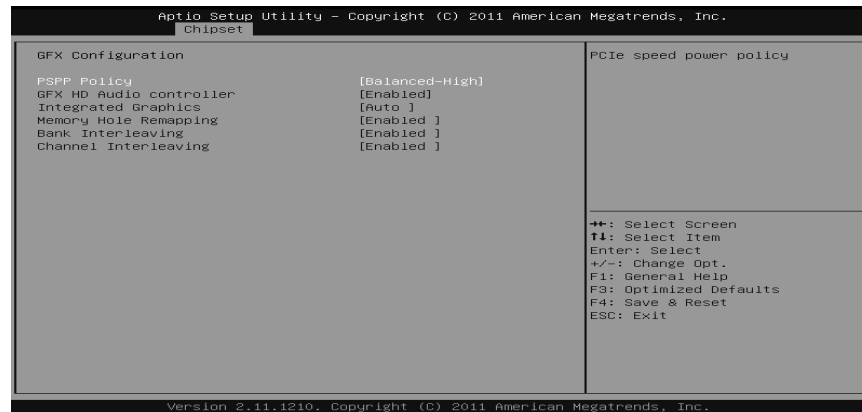 Aptio Setup Utility – Copyright (C) 2011 American Megatrends, Inc.
Chipset
GFX Configuration
PSPP Policy [Balanced-High]
GFX HD Audio controller [Enabled]
Integrated Graphics [Auto ]
Memory Hole Remapping [Enabled ]
Bank Interleaving [Enabled ]
Channel Interleaving [Enabled ]
PCIe speed power policy
→←: Select Screen
↑↓: Select Item
Enter: Select
+/-: Change Opt.
F1: General Help
F3: Optimized Defaults
F4: Save & Reset
ESC: Exit
Version 2.11.1210. Copyright (C) 2011 American Megatrends, Inc.